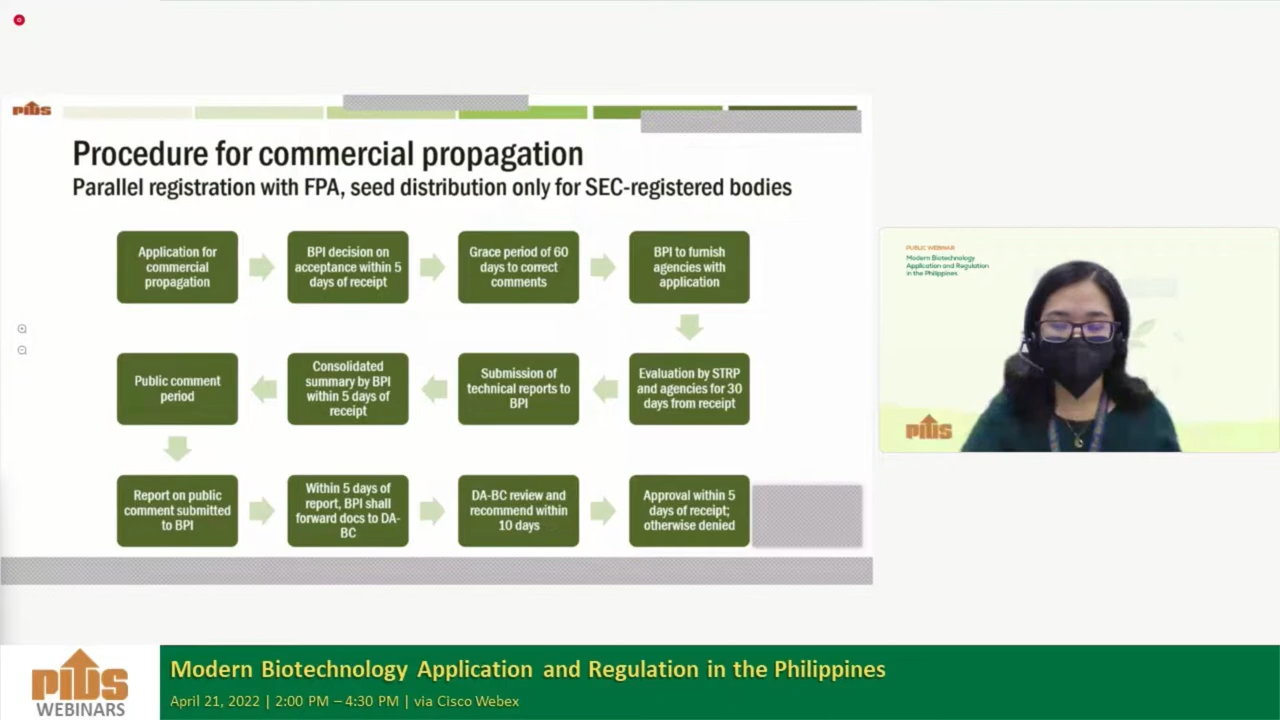 PIDS
Procedure for commercial propagation
Parallel registration with FPA, seed distribution only for SEC-registered bodies
Application for
commercial
propagation
BPI decision on
acceptance within 5
days of receipt
Grace period of 60
days to correct
comments
BPI to furnish
agencies with
application
Evaluation by STRP
and agencies for 30
days from receipt
Submission of
technical reports to
BPI
Consolidated
summary by BPI
within 5 days of
receipt
Public comment
period
Report on public
comment submitted
to BPI
Within 5 days of
report, BPI shall
forward docs to DA-
BC
DA-BC review and
recommend within
10 days
Approval within 5
days of receipt;
otherwise denied
PUBLIC WEBINAR
Modern Biotechnology
Application and Regulation
in the Philippines
PIDS
PIDS
WEBINARS
Modern Biotechnology Application and Regulation in the Philippines
April 21, 2022 | 2:00 PM – 4:30 PM | via Cisco Webex